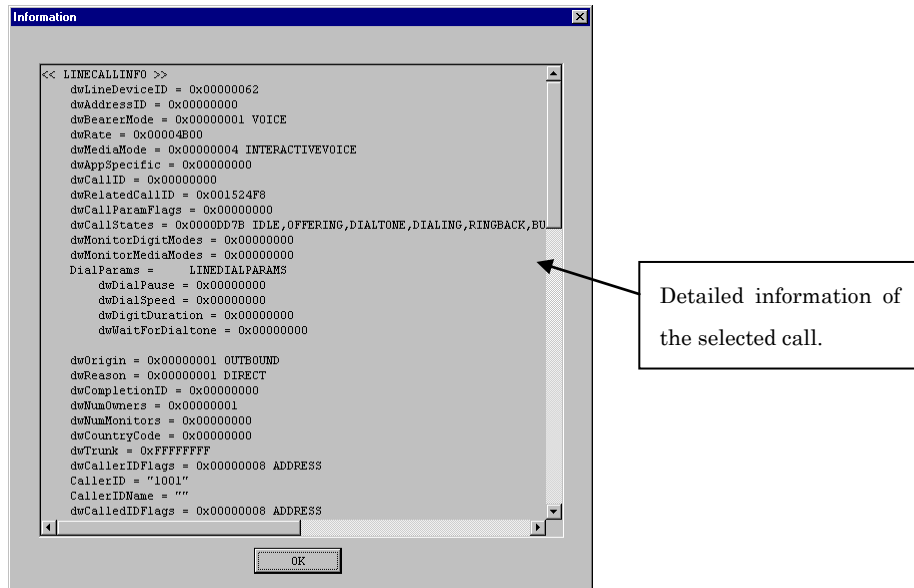 Information
<< LINECALLINFO >>
dwLineDeviceID = 0x00000062
dwAddressID = 0x00000000
dwBearerMode = 0x00000001 VOICE
dwRate = 0x00004B00
dwMediaMode = 0x00000004 INTERACTIVEVOICE
dwAppSpecific = 0x00000000
dwCallID = 0x00000000
dwRelatedCallID = 0x001524F8
dwCallParamFlags = 0x00000000
dwCallStates = 0x0000DD7B IDLE,OFFERING,DIALTONE,DIALING,RINGBACK,BU
dwMonitorDigitModes = 0x00000000
dwMonitorMediaModes = 0x00000000
DialParams = LINEDIALPARAMS
dwDialPause = 0x00000000
dwDialSpeed = 0x00000000
dwDigitDuration = 0x00000000
dwWaitForDialtone = 0x00000000
dwOrigin = 0x00000001 OUTBOUND
dwReason = 0x00000001 DIRECT
dwCompletionID = 0x00000000
dwNumOwners = 0x00000001
dwNumMonitors = 0x00000000
dwCountryCode = 0x00000000
dwTrunk = 0xFFFFFFFF
dwCallerIDFlags = 0x00000008 ADDRESS
CallerID = "1001"
CallerIDName = ""
dwCalledIDFlags = 0x00000008 ADDRESS
OK
Detailed information of
the selected call.